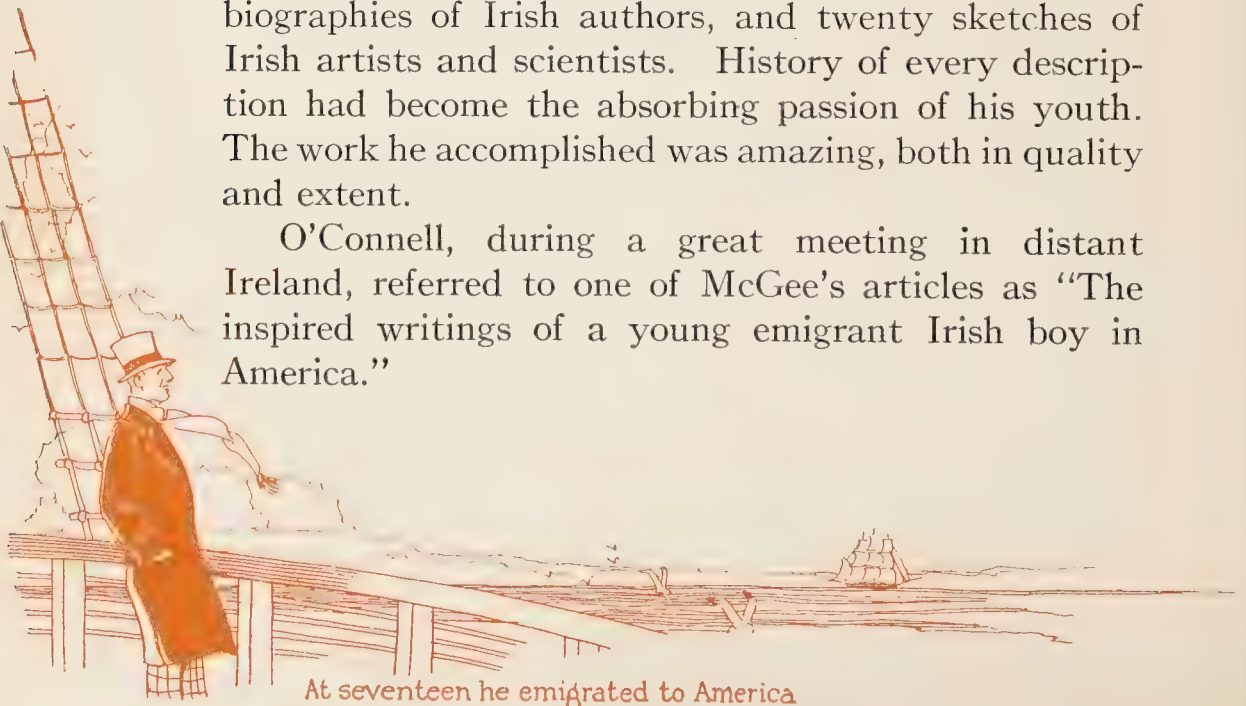 biographies of Irish authors, and twenty sketches of
Irish artists and scientists. History of every descrip-
tion had become the absorbing passion of his youth.
The work he accomplished was amazing, both in quality
and extent.
O'Connell, during a great meeting in distant
Ireland, referred to one of McGee's articles as "The
inspired writings of a young emigrant Irish boy in
America."
At seventeen he emigrated to America